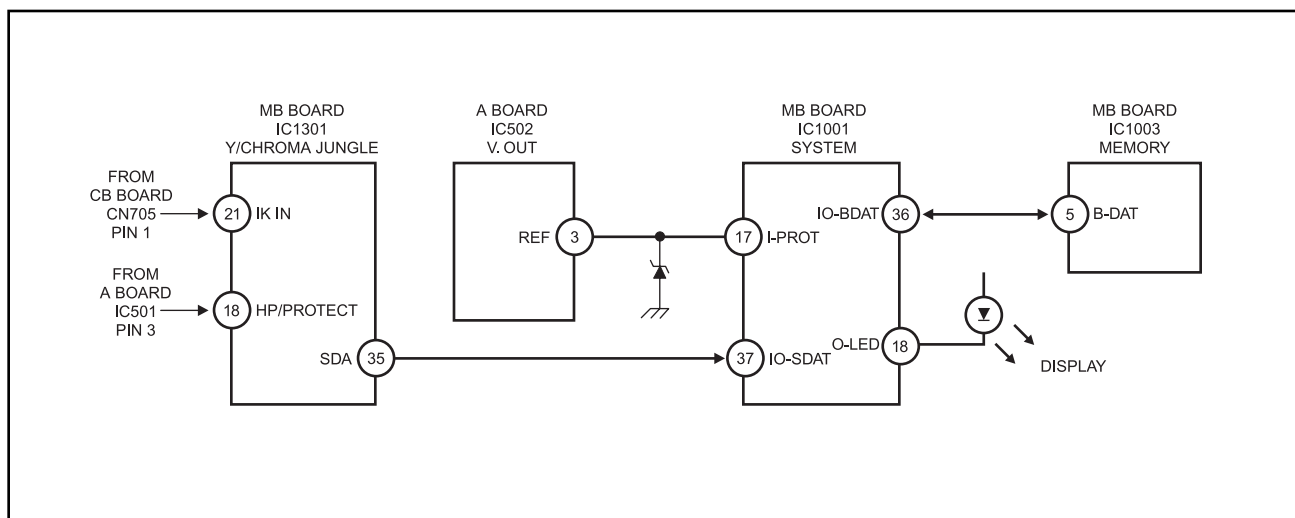 MB BOARD
IC1301
Y/CHROMA JUNGLE
A BOARD
IC502
V. OUT
MB BOARD
IC1001
SYSTEM
MB BOARD
IC1003
MEMORY
FROM
CB BOARD
CN705
PIN 1
21 IK IN
FROM
A BOARD
IC501
PIN 3
18 HP/PROTECT
SDA 35
REF 3
17 I-PROT
IO-BDAT 36
5 B-DAT
37 IO-SDAT
O-LED 18
DISPLAY